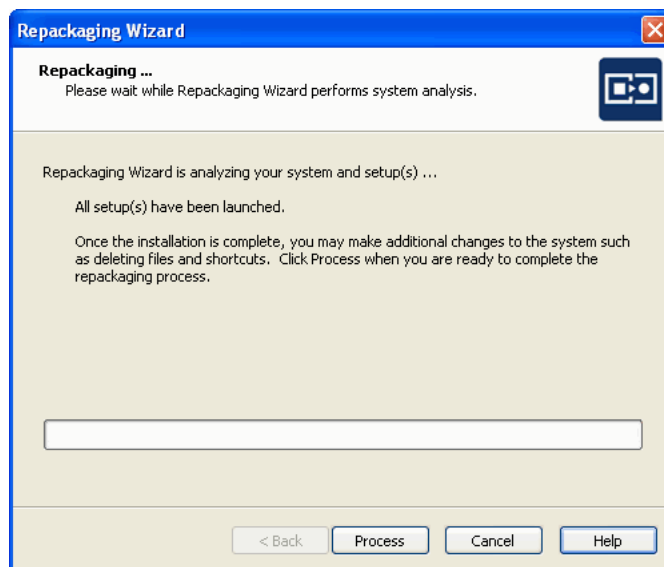 Repackaging Wizard
Repackaging ...
Please wait while Repackaging Wizard performs system analysis.
Repackaging Wizard is analyzing your system and setup(s) ...
All setup(s) have been launched.
Once the installation is complete, you may make additional changes to the system such
as deleting files and shortcuts.  Click Process when you are ready to complete the
repackaging process.
< Back
Process
Cancel
Help